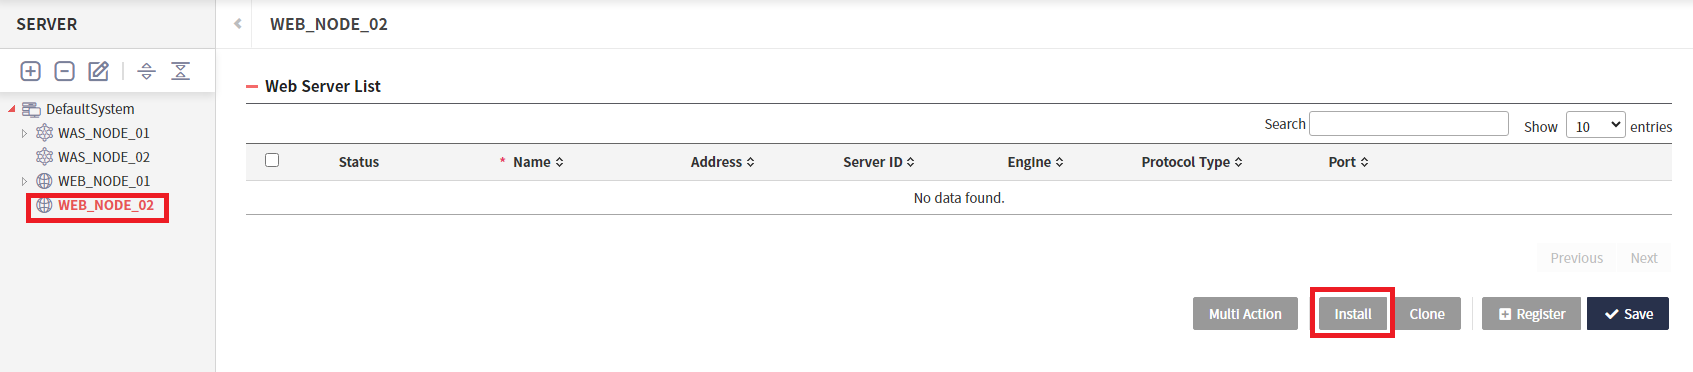 SERVER
WEB_NODE_02
DefaultSystem
WAS_NODE_01
WAS_NODE_02
WEB_NODE_01
WEB_NODE_02
Web Server List
Search Show 10 entries
Status * Name Address Server ID Engine Protocol Type Port
No data found.
Previous Next
Multi Action Install Clone Register Save